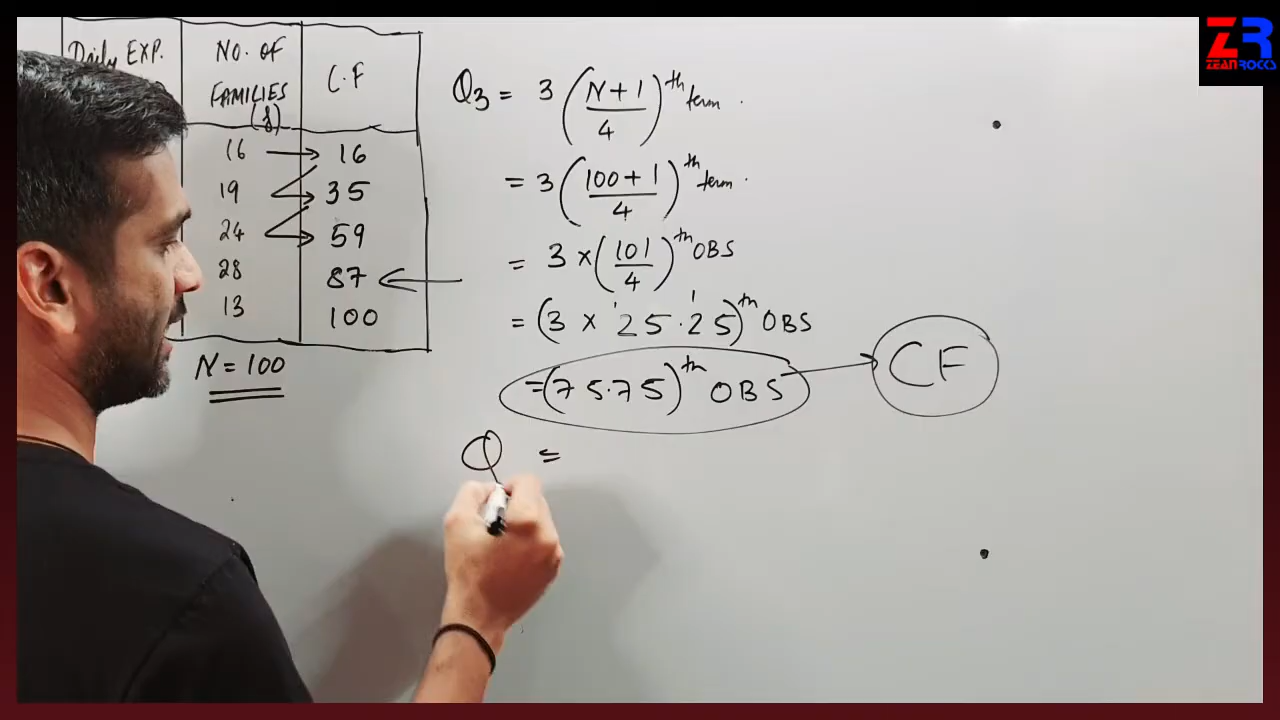 Daily EXP.
NO. OF
FAMILIES
(f)
C.F
16 16
19 35
24 59
28 87
13 100
N = 100
Q3 = 3 (N+1/4)th term.
= 3 (100+1/4)th term.
= 3 × (101/4)th OBS
= (3 × 25.25)th OBS
= (75.75)th OBS
CF
Q =
ZR
ZEANROCKS